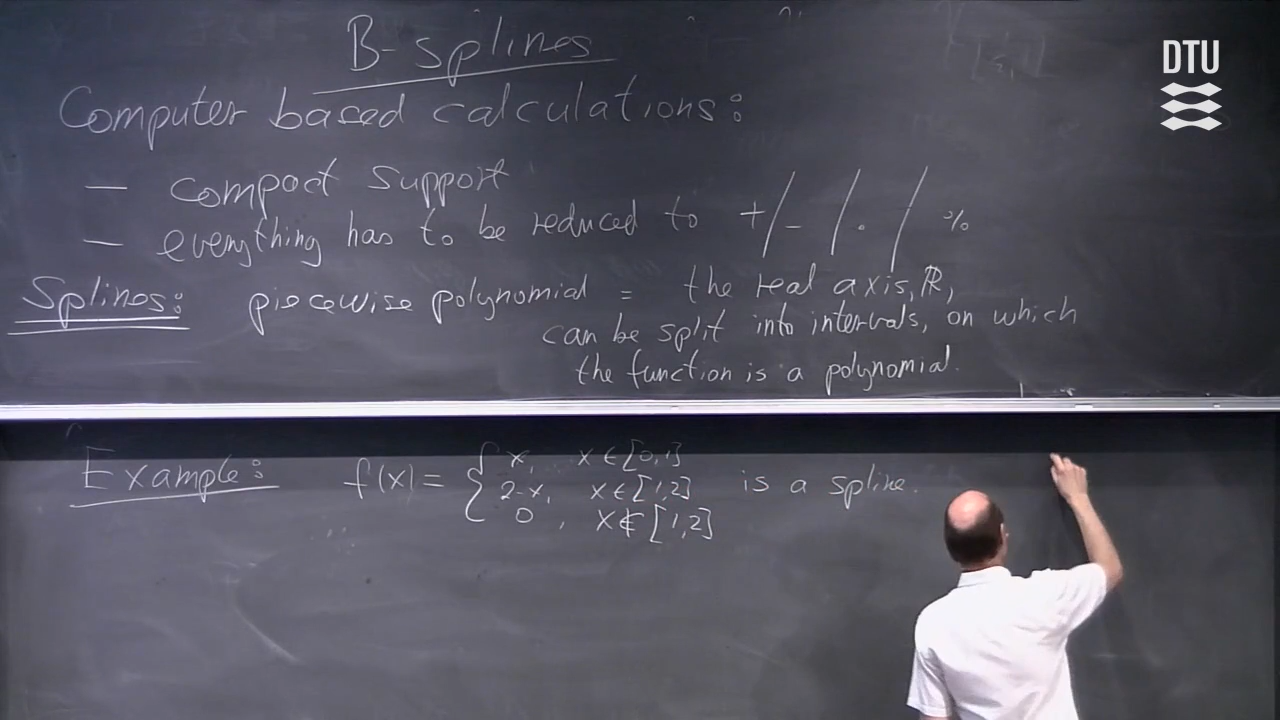 B-splines
DTU
Computer based calculations:
— compact support
— everything has to be reduced to +/-/·/%
Splines: piecewise polynomial = the real axis, ℝ,
can be split into intervals, on which
the function is a polynomial.
Example: f(x) = { x, x ∈ [0,1]
2-x, x ∈ [1,2] is a spline.
0, x ∉ [1,2]